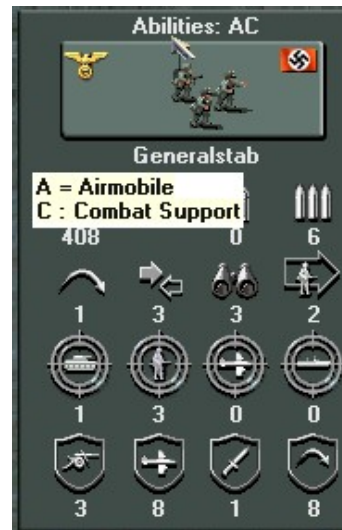 Abilities: AC
Generalstab
A = Airmobile
C : Combat Support
408 0 6
1 3 3 2
1 3 0 0
3 8 1 8